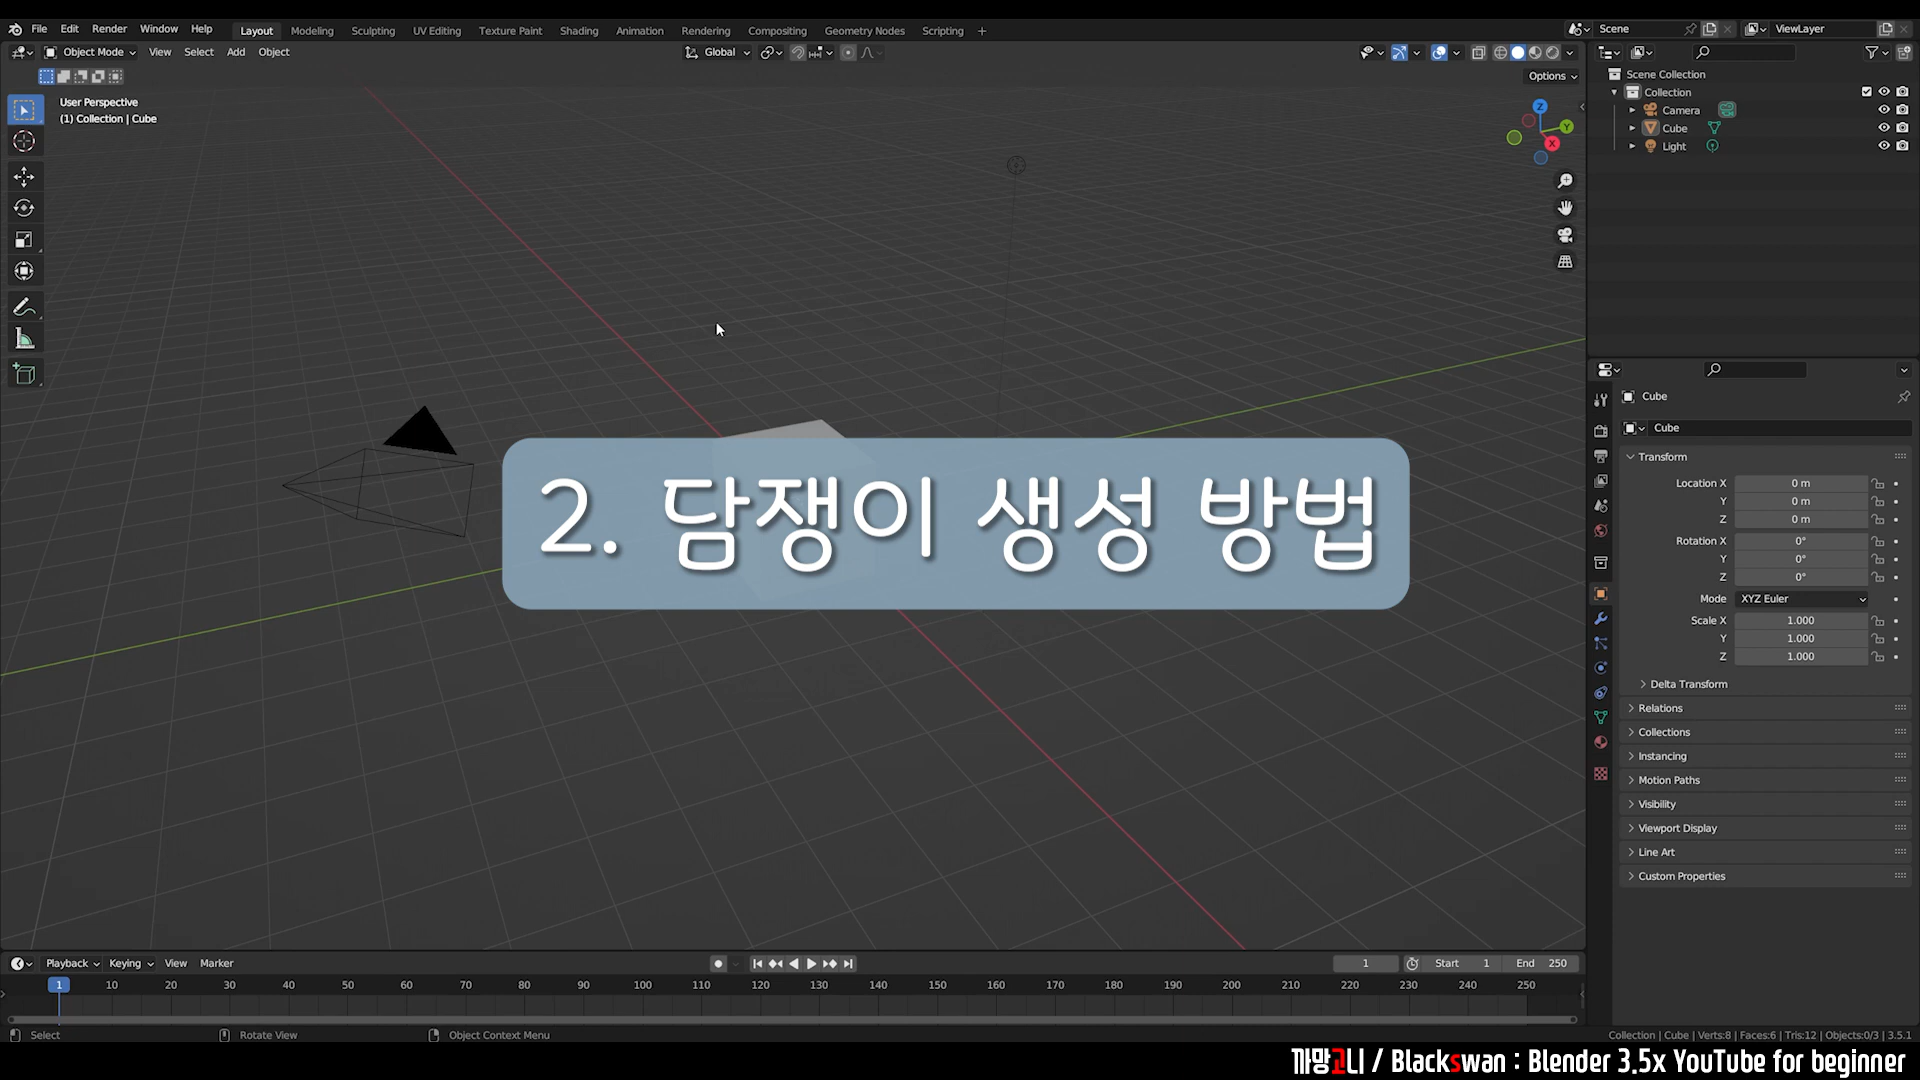 File Edit Render Window Help Layout Modeling Sculpting UV Editing Texture Paint Shading Animation Rendering Compositing Geometry Nodes Scripting + Scene ViewLayer
Object Mode View Select Add Object Global
Options
User Perspective
(1) Collection | Cube
Z
Y
X
Scene Collection
Collection
Camera
Cube
Light
2. 담쟁이 생성 방법
Cube
Cube
Transform
Location X 0 m
Y 0 m
Z 0 m
Rotation X 0°
Y 0°
Z 0°
Mode XYZ Euler
Scale X 1.000
Y 1.000
Z 1.000
Delta Transform
Relations
Collections
Instancing
Motion Paths
Visibility
Viewport Display
Line Art
Custom Properties
Playback Keying View Marker 1 Start 1 End 250
1 10 20 30 40 50 60 70 80 90 100 110 120 130 140 150 160 170 180 190 200 210 220 230 240 250
Select Rotate View Object Context Menu Collection | Cube | Verts:8 | Faces:6 | Tris:12 | Objects:0/3 | 3.5.1
까망고니 / Blackswan : Blender 3.5x YouTube for beginner